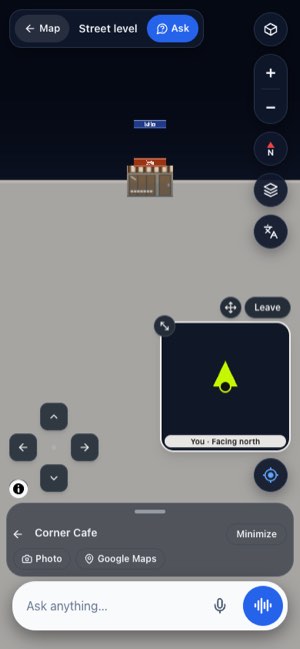 Map
Street level
Ask
N
Leave
You · Facing north
Corner Cafe
Minimize
Photo
Google Maps
Ask anything...